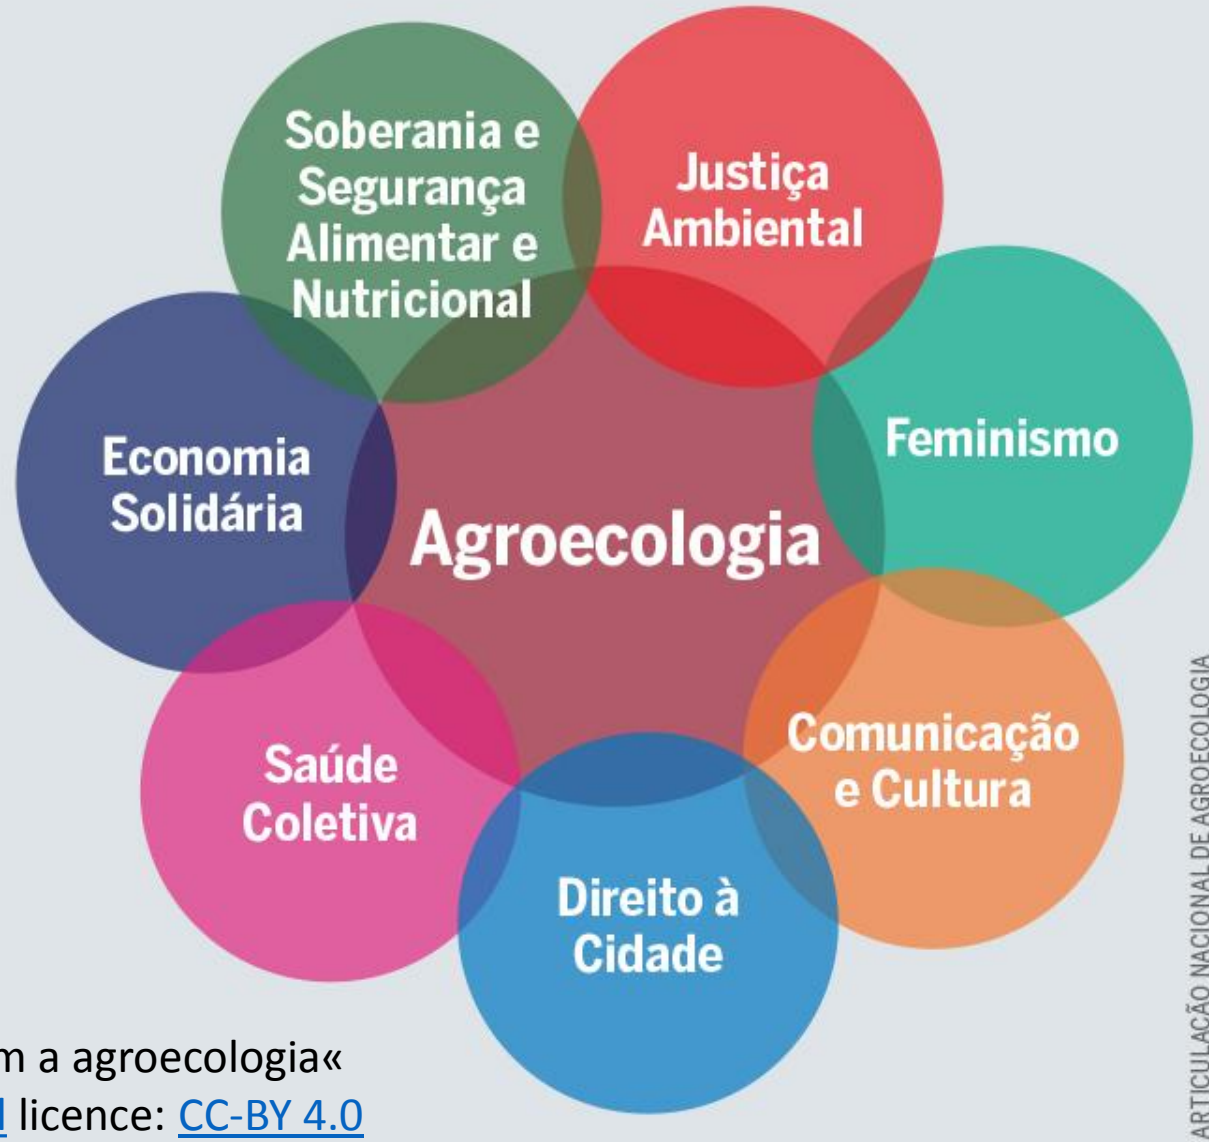 Soberania e
Segurança
Alimentar e
Nutricional
Justiça
Ambiental
Feminismo
Economia
Solidária
Agroecologia
Comunicação
e Cultura
Saúde
Coletiva
Direito à
Cidade
ARTICULAÇÃO NACIONAL DE AGROECOLOGIA
m a agroecologia«
licence: CC-BY 4.0